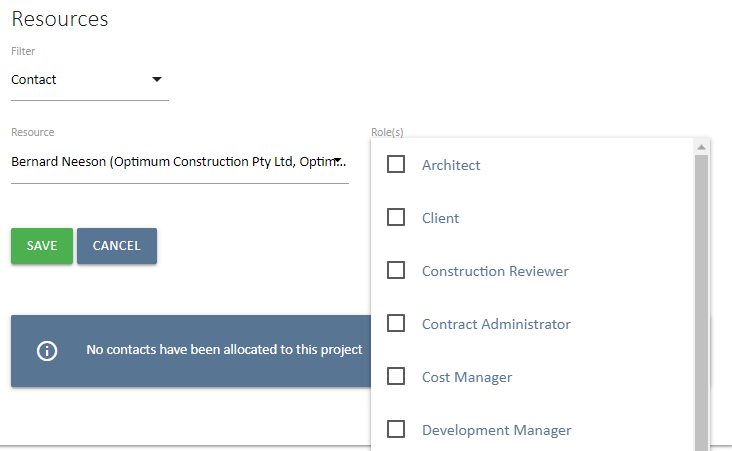 Resources
Filter
Contact
Resource
Bernard Neeson (Optimum Construction Pty Ltd, Optim...
Role(s)
Architect
Client
Construction Reviewer
Contract Administrator
Cost Manager
Development Manager
SAVE CANCEL
No contacts have been allocated to this project